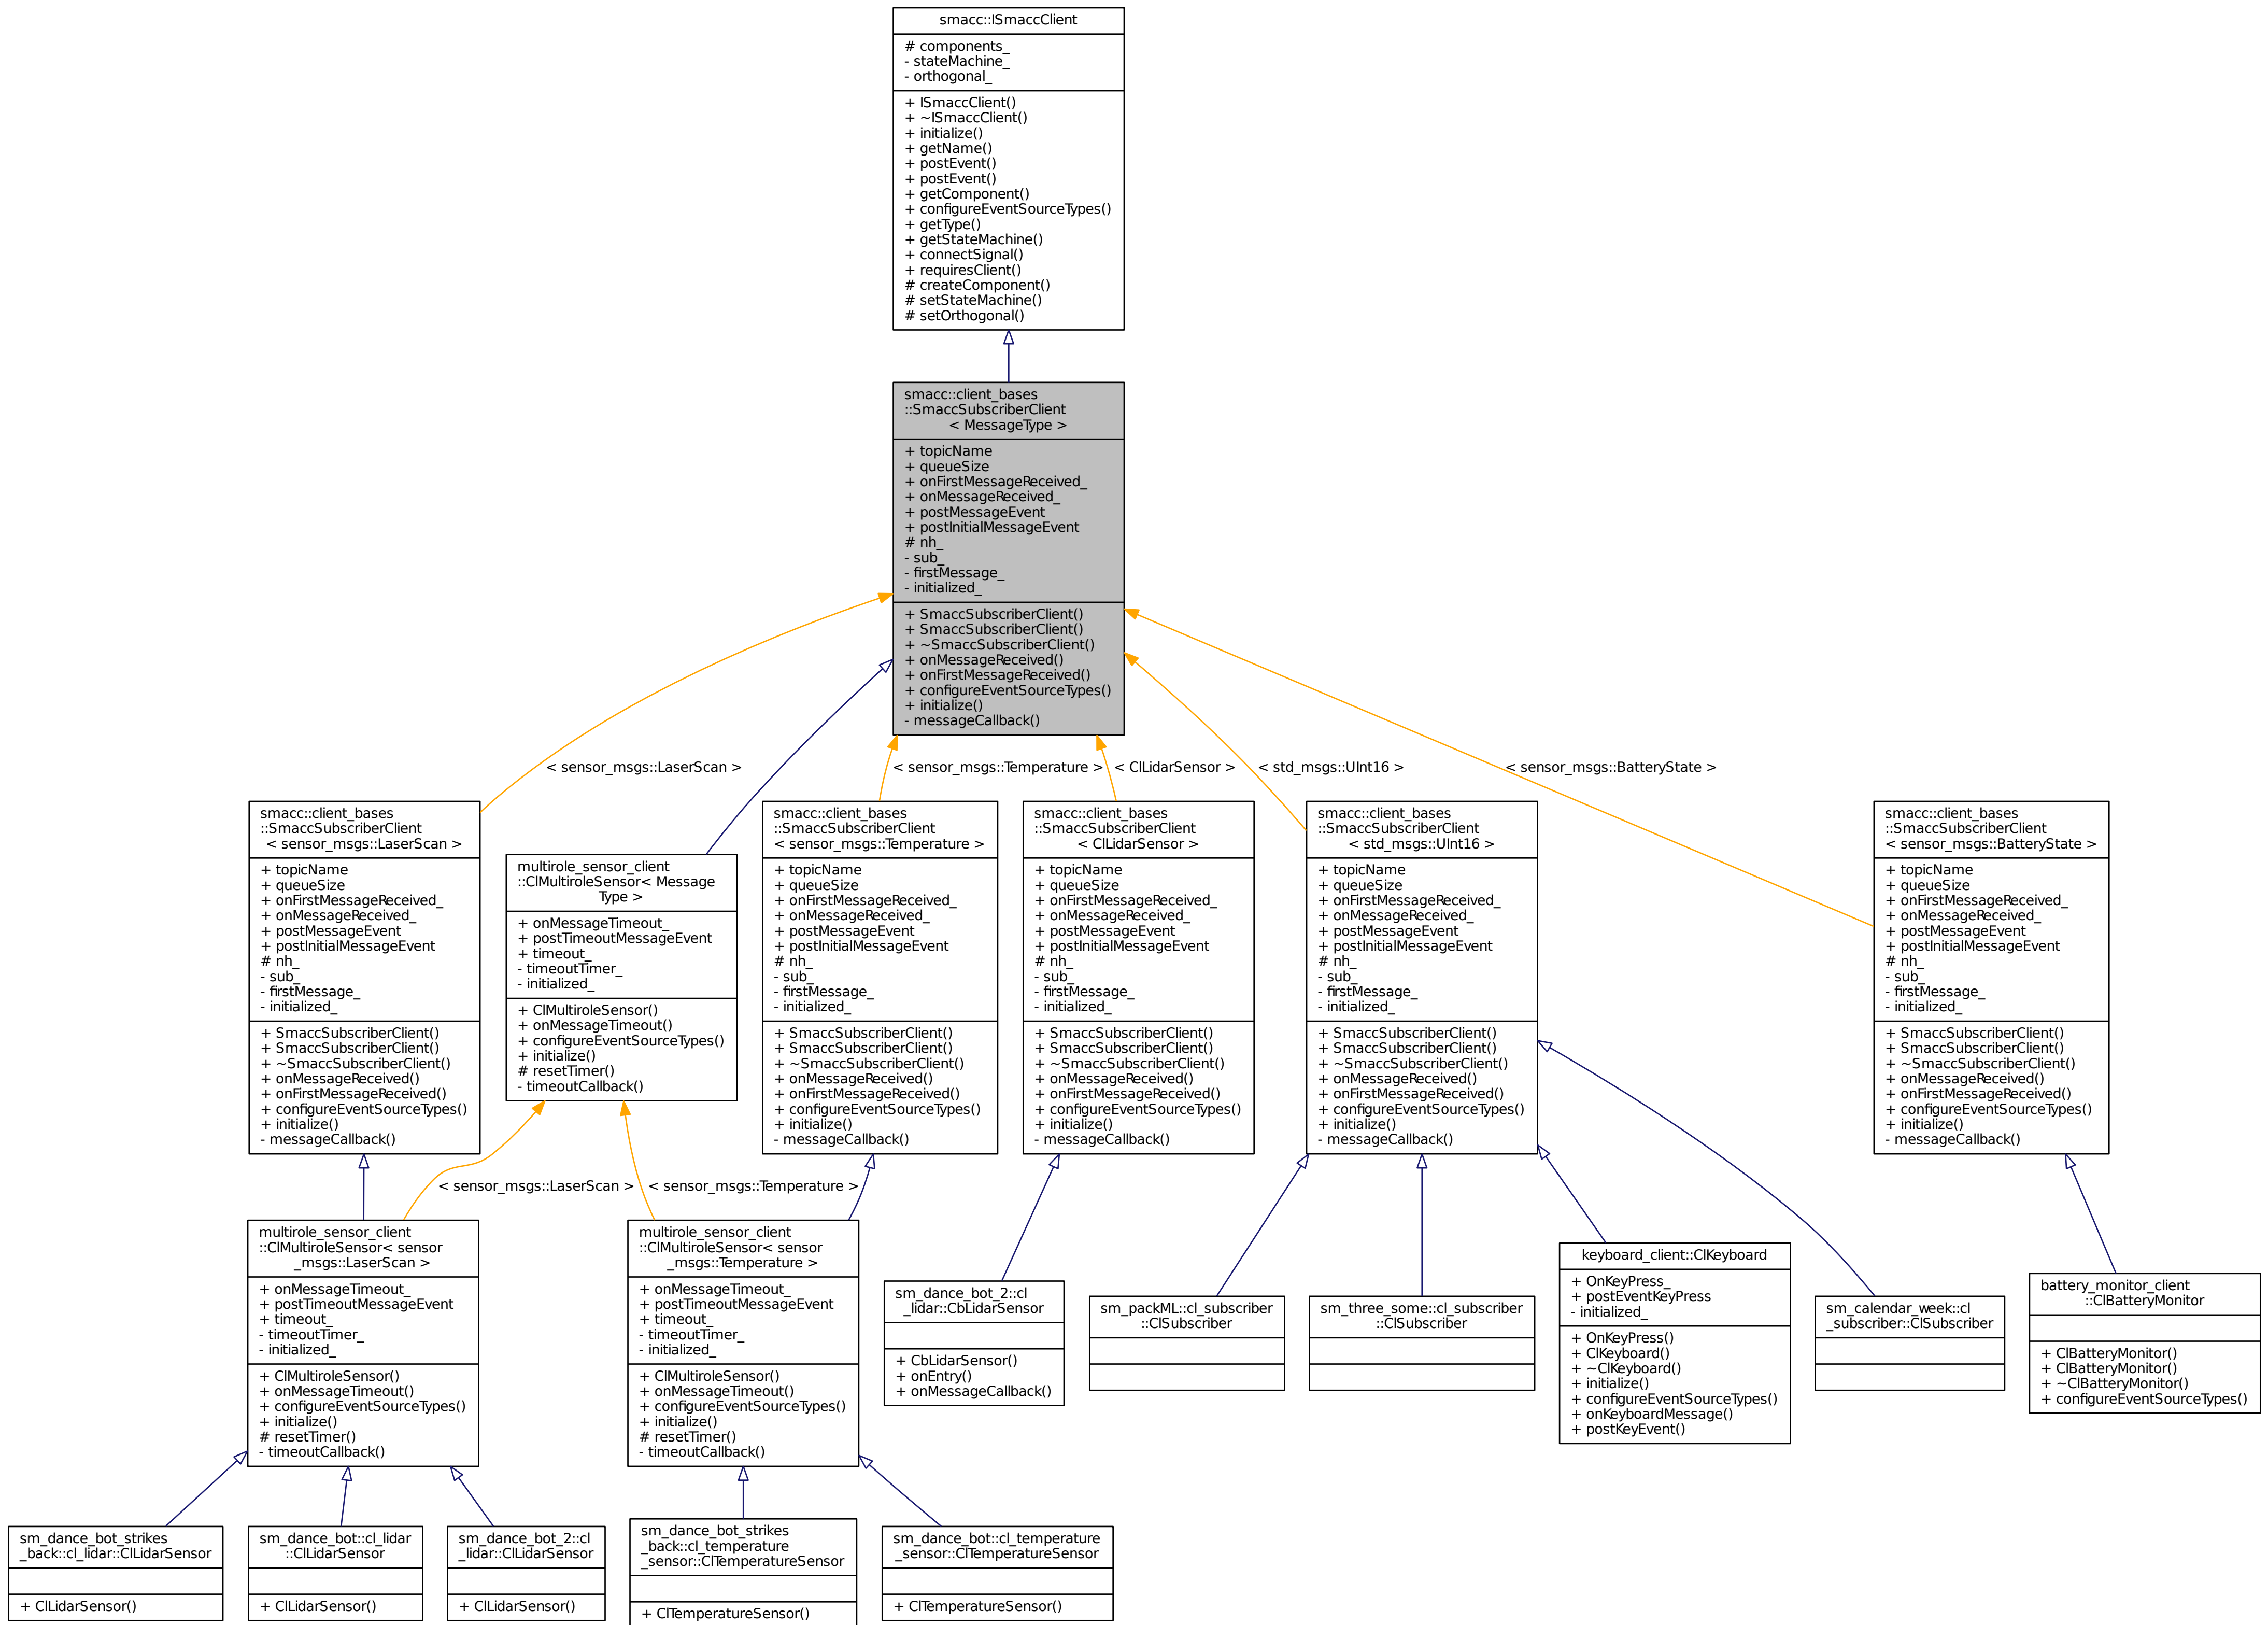 smacc::ISmaccClient
# components_
- stateMachine_
- orthogonal_
+ ISmaccClient()
+ ~ISmaccClient()
+ initialize()
+ getName()
+ postEvent()
+ postEvent()
+ getComponent()
+ configureEventSourceTypes()
+ getType()
+ getStateMachine()
+ connectSignal()
+ requiresClient()
# createComponent()
# setStateMachine()
# setOrthogonal()
smacc::client_bases
::SmaccSubscriberClient
< MessageType >
+ topicName
+ queueSize
+ onFirstMessageReceived_
+ onMessageReceived_
+ postMessageEvent
+ postInitialMessageEvent
# nh_
- sub_
- firstMessage_
- initialized_
+ SmaccSubscriberClient()
+ SmaccSubscriberClient()
+ ~SmaccSubscriberClient()
+ onMessageReceived()
+ onFirstMessageReceived()
+ configureEventSourceTypes()
+ initialize()
- messageCallback()
< sensor_msgs::LaserScan >
< sensor_msgs::Temperature >
< ClLidarSensor >
< std_msgs::UInt16 >
< sensor_msgs::BatteryState >
smacc::client_bases
::SmaccSubscriberClient
< sensor_msgs::LaserScan >
+ topicName
+ queueSize
+ onFirstMessageReceived_
+ onMessageReceived_
+ postMessageEvent
+ postInitialMessageEvent
# nh_
- sub_
- firstMessage_
- initialized_
+ SmaccSubscriberClient()
+ SmaccSubscriberClient()
+ ~SmaccSubscriberClient()
+ onMessageReceived()
+ onFirstMessageReceived()
+ configureEventSourceTypes()
+ initialize()
- messageCallback()
multirole_sensor_client
::ClMultiroleSensor< Message
Type >
+ onMessageTimeout_
+ postTimeoutMessageEvent
+ timeout_
- timeoutTimer_
- initialized_
+ ClMultiroleSensor()
+ onMessageTimeout()
+ configureEventSourceTypes()
+ initialize()
# resetTimer()
- timeoutCallback()
smacc::client_bases
::SmaccSubscriberClient
< sensor_msgs::Temperature >
+ topicName
+ queueSize
+ onFirstMessageReceived_
+ onMessageReceived_
+ postMessageEvent
+ postInitialMessageEvent
# nh_
- sub_
- firstMessage_
- initialized_
+ SmaccSubscriberClient()
+ SmaccSubscriberClient()
+ ~SmaccSubscriberClient()
+ onMessageReceived()
+ onFirstMessageReceived()
+ configureEventSourceTypes()
+ initialize()
- messageCallback()
smacc::client_bases
::SmaccSubscriberClient
< ClLidarSensor >
+ topicName
+ queueSize
+ onFirstMessageReceived_
+ onMessageReceived_
+ postMessageEvent
+ postInitialMessageEvent
# nh_
- sub_
- firstMessage_
- initialized_
+ SmaccSubscriberClient()
+ SmaccSubscriberClient()
+ ~SmaccSubscriberClient()
+ onMessageReceived()
+ onFirstMessageReceived()
+ configureEventSourceTypes()
+ initialize()
- messageCallback()
smacc::client_bases
::SmaccSubscriberClient
< std_msgs::UInt16 >
+ topicName
+ queueSize
+ onFirstMessageReceived_
+ onMessageReceived_
+ postMessageEvent
+ postInitialMessageEvent
# nh_
- sub_
- firstMessage_
- initialized_
+ SmaccSubscriberClient()
+ SmaccSubscriberClient()
+ ~SmaccSubscriberClient()
+ onMessageReceived()
+ onFirstMessageReceived()
+ configureEventSourceTypes()
+ initialize()
- messageCallback()
smacc::client_bases
::SmaccSubscriberClient
< sensor_msgs::BatteryState >
+ topicName
+ queueSize
+ onFirstMessageReceived_
+ onMessageReceived_
+ postMessageEvent
+ postInitialMessageEvent
# nh_
- sub_
- firstMessage_
- initialized_
+ SmaccSubscriberClient()
+ SmaccSubscriberClient()
+ ~SmaccSubscriberClient()
+ onMessageReceived()
+ onFirstMessageReceived()
+ configureEventSourceTypes()
+ initialize()
- messageCallback()
< sensor_msgs::LaserScan >
< sensor_msgs::Temperature >
multirole_sensor_client
::ClMultiroleSensor< sensor
_msgs::LaserScan >
+ onMessageTimeout_
+ postTimeoutMessageEvent
+ timeout_
- timeoutTimer_
- initialized_
+ ClMultiroleSensor()
+ onMessageTimeout()
+ configureEventSourceTypes()
+ initialize()
# resetTimer()
- timeoutCallback()
multirole_sensor_client
::ClMultiroleSensor< sensor
_msgs::Temperature >
+ onMessageTimeout_
+ postTimeoutMessageEvent
+ timeout_
- timeoutTimer_
- initialized_
+ ClMultiroleSensor()
+ onMessageTimeout()
+ configureEventSourceTypes()
+ initialize()
# resetTimer()
- timeoutCallback()
sm_dance_bot_2::cl
_lidar::CbLidarSensor
+ CbLidarSensor()
+ onEntry()
+ onMessageCallback()
sm_packML::cl_subscriber
::ClSubscriber
sm_three_some::cl_subscriber
::ClSubscriber
keyboard_client::ClKeyboard
+ OnKeyPress_
+ postEventKeyPress
- initialized_
+ OnKeyPress()
+ ClKeyboard()
+ ~ClKeyboard()
+ initialize()
+ configureEventSourceTypes()
+ onKeyboardMessage()
+ postKeyEvent()
sm_calendar_week::cl
_subscriber::ClSubscriber
battery_monitor_client
::ClBatteryMonitor
+ ClBatteryMonitor()
+ ClBatteryMonitor()
+ ~ClBatteryMonitor()
+ configureEventSourceTypes()
sm_dance_bot_strikes
_back::cl_lidar::ClLidarSensor
+ ClLidarSensor()
sm_dance_bot::cl_lidar
::ClLidarSensor
+ ClLidarSensor()
sm_dance_bot_2::cl
_lidar::ClLidarSensor
+ ClLidarSensor()
sm_dance_bot_strikes
_back::cl_temperature
_sensor::ClTemperatureSensor
+ ClTemperatureSensor()
sm_dance_bot::cl_temperature
_sensor::ClTemperatureSensor
+ ClTemperatureSensor()